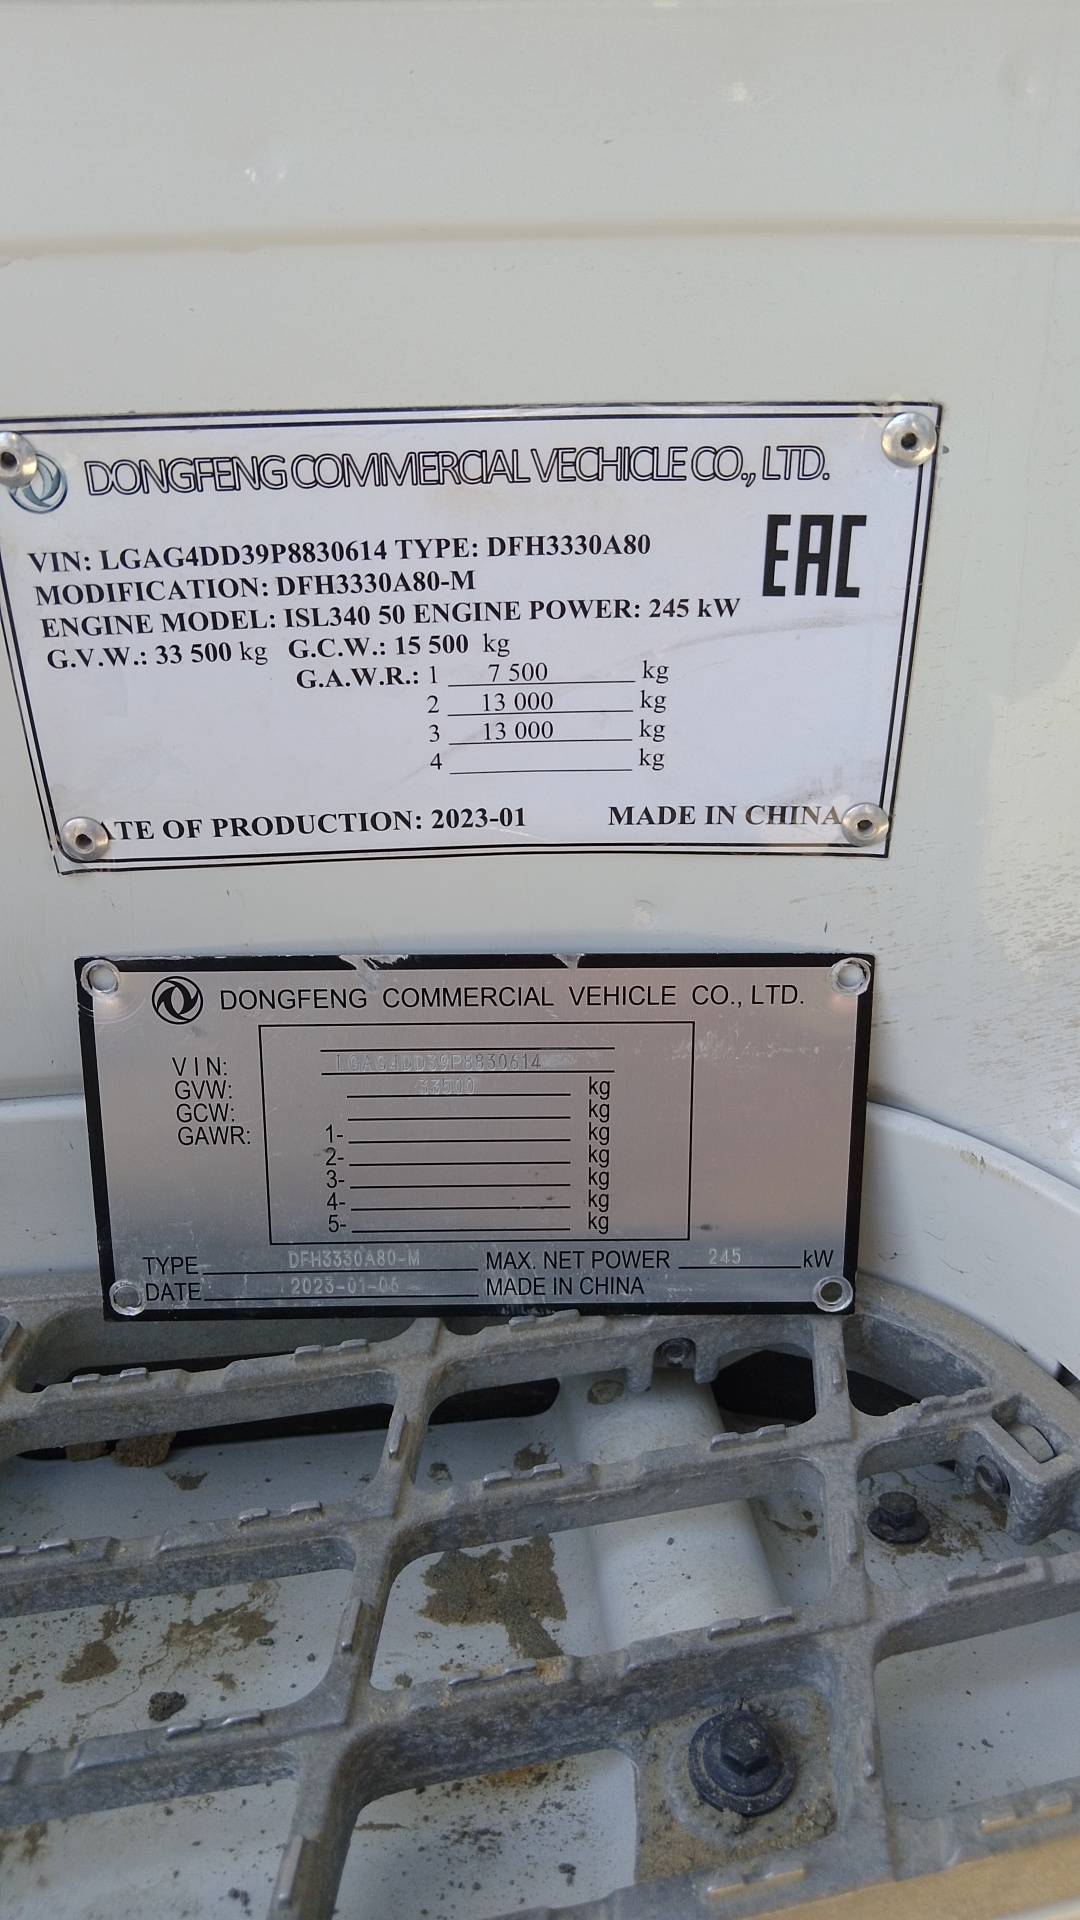 DONGFENG COMMERCIAL VECHICLE CO., LTD.
EAC
VIN: LGAG4DD39P8830614 TYPE: DFH3330A80
MODIFICATION: DFH3330A80-M
ENGINE MODEL: ISL340 50 ENGINE POWER: 245 kW
G.V.W.: 33 500 kg G.C.W.: 15 500 kg
G.A.W.R.: 1 7 500 kg
2 13 000 kg
3 13 000 kg
4 kg
ATE OF PRODUCTION: 2023-01 MADE IN CHINA
DONGFENG COMMERCIAL VEHICLE CO., LTD.
VIN: LGAG4DD39P8830614
GVW: 33500 kg
GCW: kg
GAWR: 1- kg
2- kg
3- kg
4- kg
5- kg
TYPE DFH3330A80-M MAX. NET POWER 245 kW
DATE 2023-01-06 MADE IN CHINA